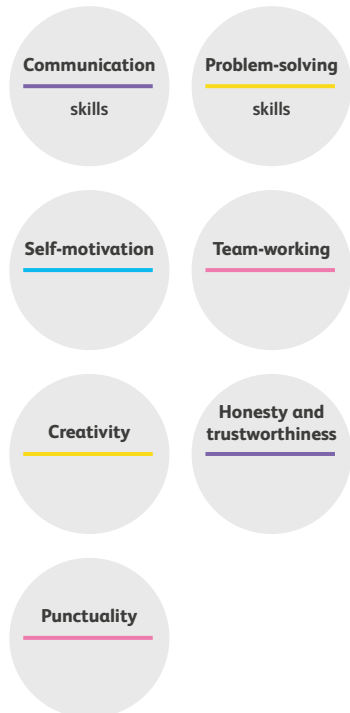 Communication
skills
Problem-solving
skills
Self-motivation
Team-working
Creativity
Honesty and
trustworthiness
Punctuality